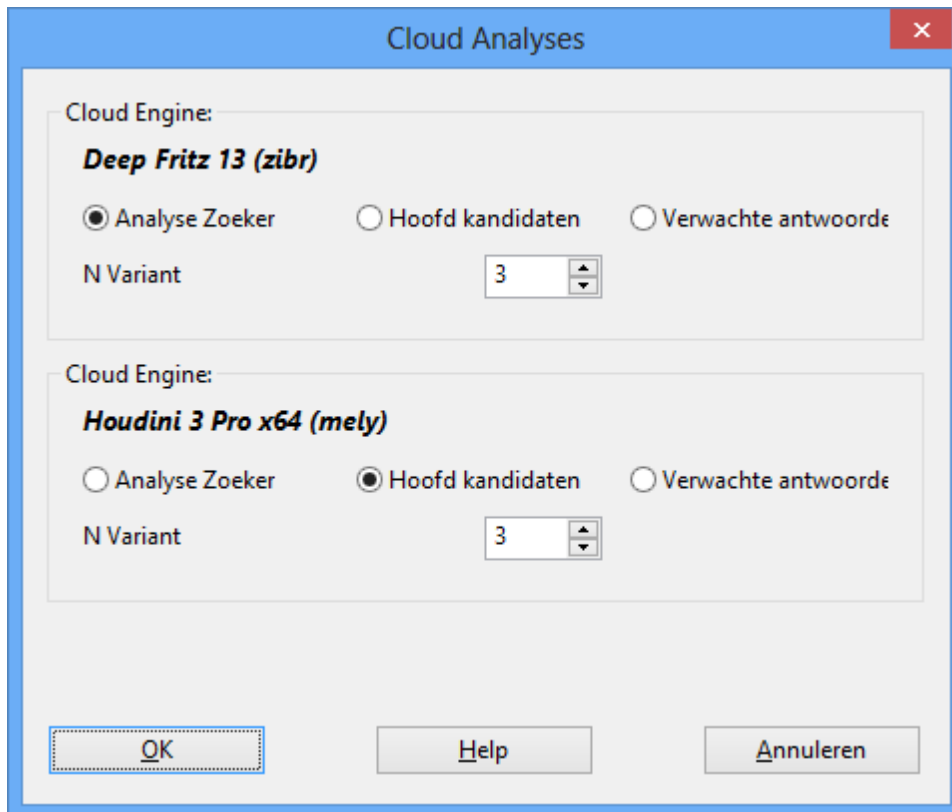 Cloud Analyses
Cloud Engine:
Deep Fritz 13 (zibr)
Analyse Zoeker Hoofd kandidaten Verwachte antwoorde
N Variant 3
Cloud Engine:
Houdini 3 Pro x64 (mely)
Analyse Zoeker Hoofd kandidaten Verwachte antwoorde
N Variant 3
OK Help Annuleren